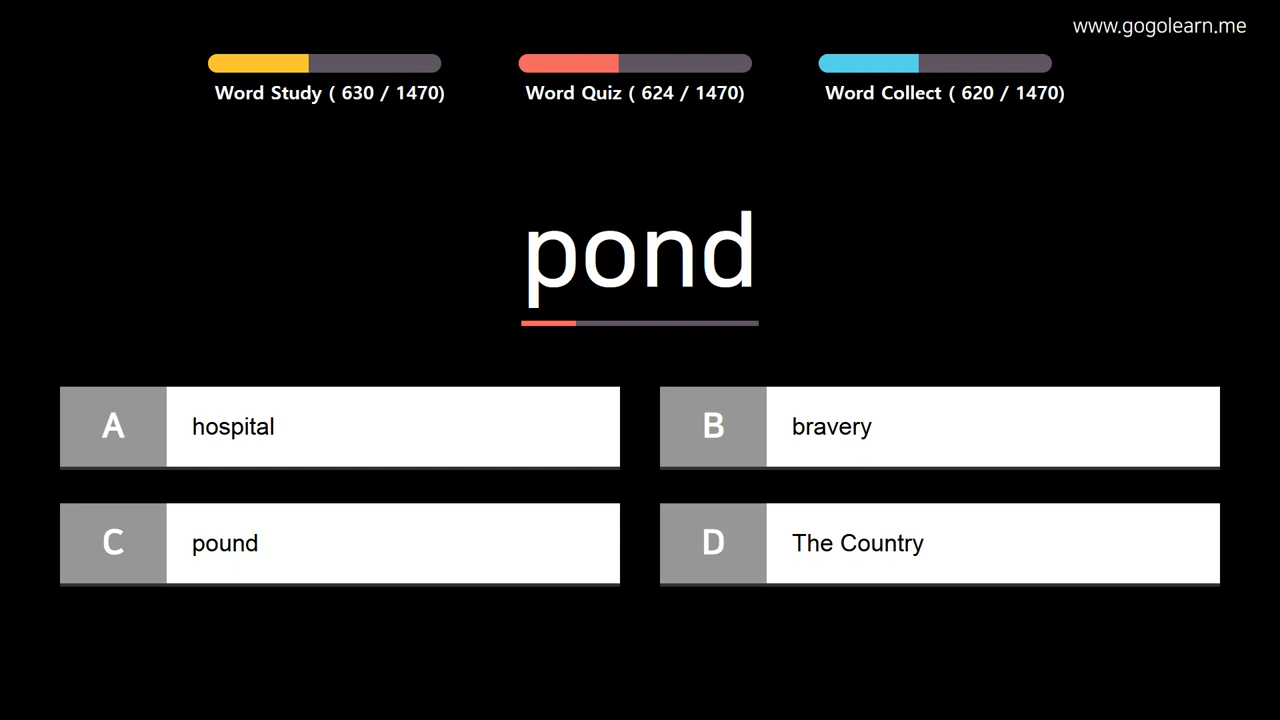 www.gogolearn.me
Word Study ( 630 / 1470)
Word Quiz ( 624 / 1470)
Word Collect ( 620 / 1470)
pond
A hospital
B bravery
C pound
D The Country